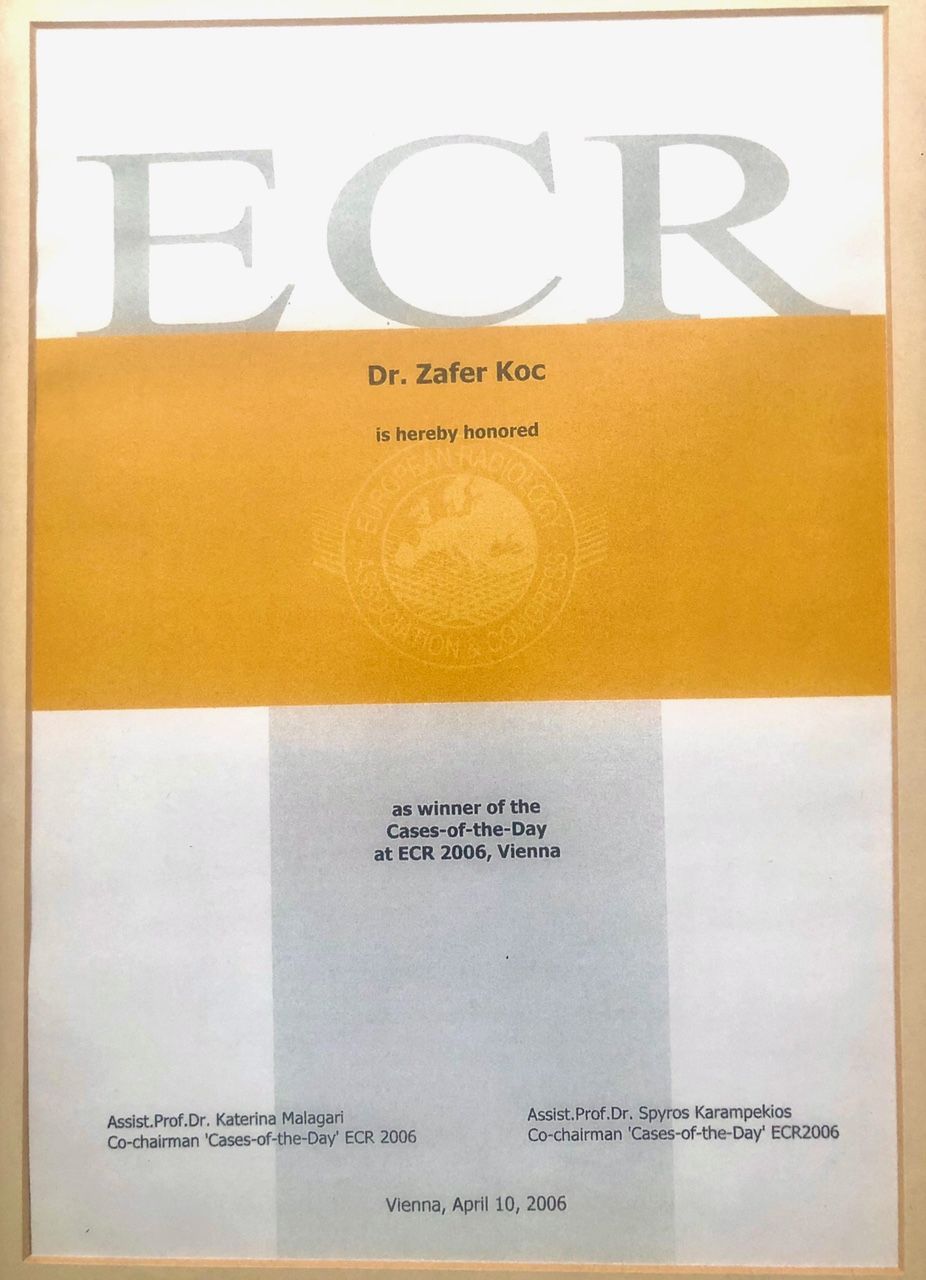 ECR
Dr. Zafer Koc
is hereby honored
EUROPEAN RADIOLOGY
ASSOCIATION & CONGRESS
as winner of the
Cases-of-the-Day
at ECR 2006, Vienna
Assist.Prof.Dr. Katerina Malagari
Co-chairman 'Cases-of-the-Day' ECR 2006
Assist.Prof.Dr. Spyros Karampekios
Co-chairman 'Cases-of-the-Day' ECR2006
Vienna, April 10, 2006